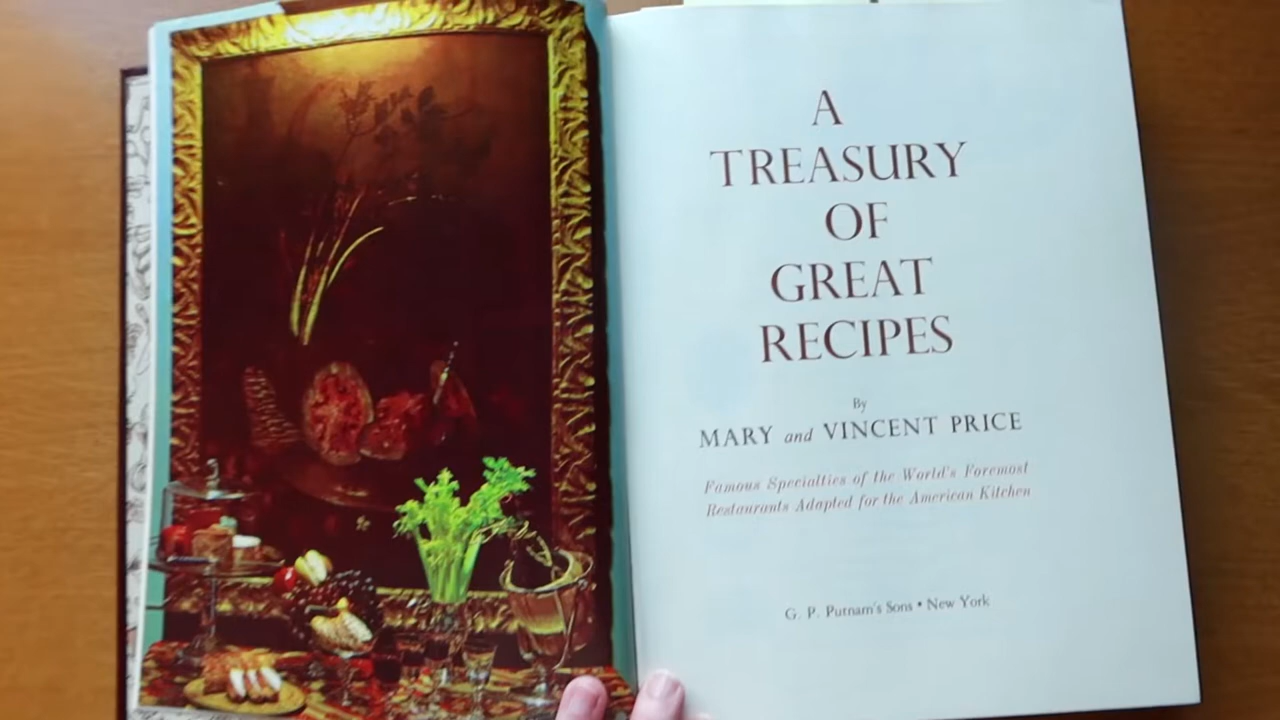 A
TREASURY
OF
GREAT
RECIPES
By
MARY and VINCENT PRICE
Famous Specialties of the World's Foremost
Restaurants Adapted for the American Kitchen
G. P. Putnam's Sons • New York